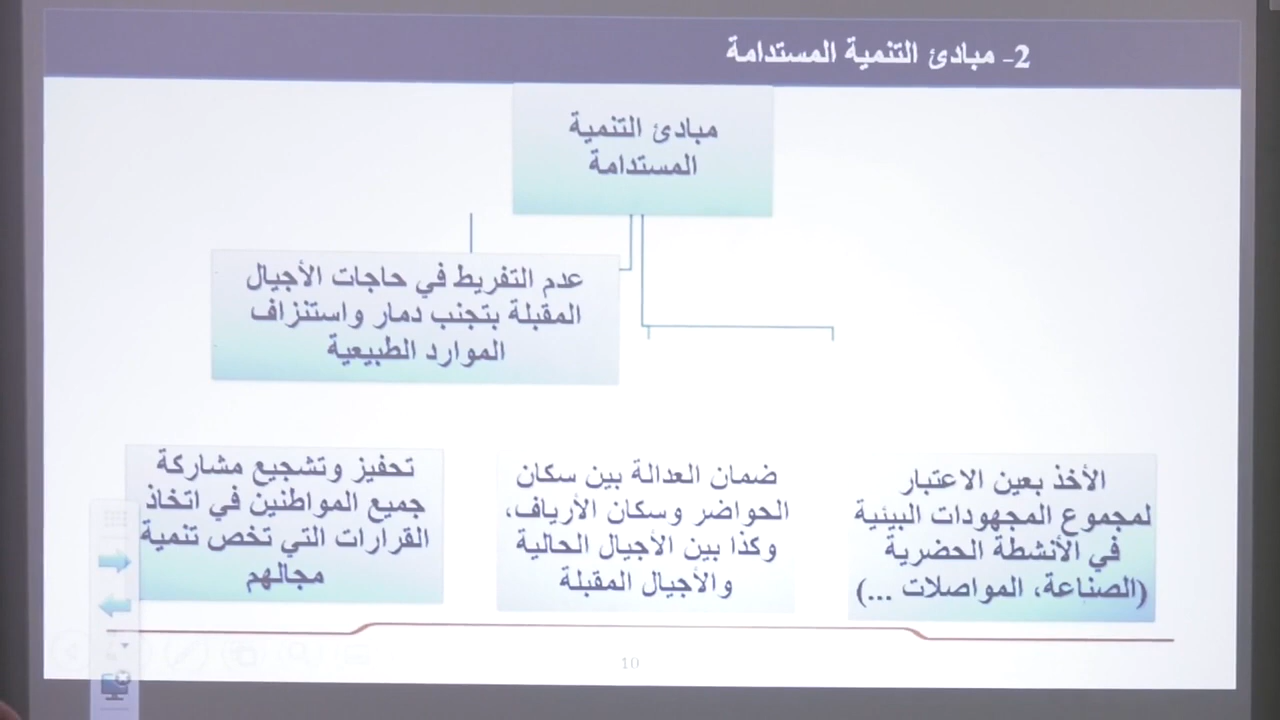 2- مبادئ التنمية المستدامة
مبادئ التنمية
المستدامة
عدم التفريط في حاجات الأجيال
المقبلة بتجنب دمار واستنزاف
الموارد الطبيعية
الأخذ بعين الاعتبار
لمجموع المجهودات البيئية
في الأنشطة الحضرية
(الصناعة، المواصلات ...)
ضمان العدالة بين سكان
الحواضر وسكان الأرياف،
وكذا بين الأجيال الحالية
والأجيال المقبلة
تحفيز وتشجيع مشاركة
جميع المواطنين في اتخاذ
القرارات التي تخص تنمية
مجالهم
10